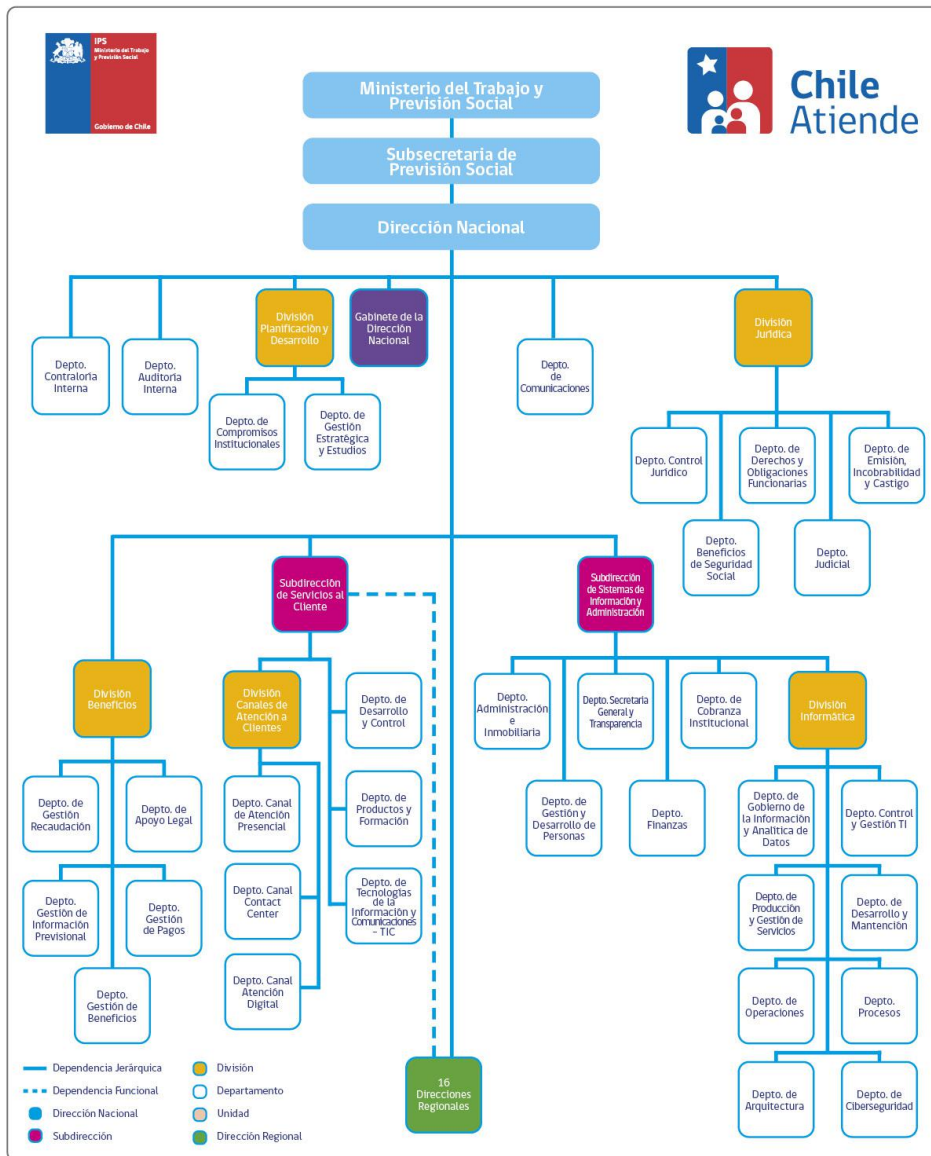 IPS
Ministerio del Trabajo
y Previsión Social
Gobierno de Chile
Chile
Atiende
Ministerio del Trabajo y
Previsión Social
Subsecretaria de
Previsión Social
Dirección Nacional
División
Planificación y
Desarrollo
Gabinete de la
Dirección
Nacional
División
Jurídica
Depto.
Contraloría
Interna
Depto.
Auditoria
Interna
Depto.
de
Comunicaciones
Depto. de
Compromisos
Institucionales
Depto. de
Gestión
Estratégica
y Estudios
Depto. Control
Jurídico
Depto. de
Derechos y
Obligaciones
Funcionarias
Depto. de
Emisión,
Incobrabilidad
y Castigo
Depto.
Beneficios
de Seguridad
Social
Depto.
Judicial
Subdirección
de Servicios al
Cliente
Subdirección
de Sistemas de
Información y
Administración
División
Beneficios
División
Canales de
Atención a
Clientes
Depto. de
Desarrollo
y Control
Depto.
Administración
e
Inmobiliaria
Depto. Secretaria
General y
Transparencia
Depto. de
Cobranza
Institucional
División
Informática
Depto. de
Gestión
Recaudación
Depto. de
Apoyo Legal
Depto. Canal
de Atención
Presencial
Depto. de
Productos y
Formación
Depto. de
Gestión y
Desarrollo de
Personas
Depto.
Finanzas
Depto. de
Gobierno de
la Información
y Analítica de
Datos
Depto. Control
y Gestión TI
Depto.
Gestión de
Información
Previsional
Depto.
Gestión
de Pagos
Depto. Canal
Contact
Center
Depto. de
Tecnologías
de la
Información y
Comunicaciones
- TIC
Depto. de
Producción
y Gestión de
Servicios
Depto. de
Desarrollo y
Mantención
Depto.
Gestión de
Beneficios
Depto. Canal
Atención
Digital
Depto. de
Operaciones
Depto.
Procesos
Depto. de
Arquitectura
Depto. de
Ciberseguridad
16
Direcciones
Regionales
Dependencia Jerárquica
Dependencia Funcional
Dirección Nacional
Subdirección
División
Departamento
Unidad
Dirección Regional